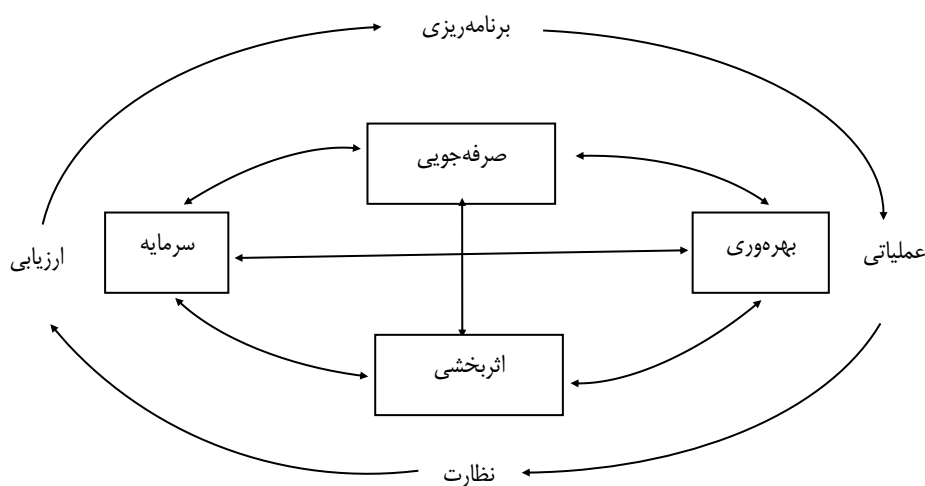 برنامه‌ریزی
صرفه‌جویی
بهره‌وری
سرمایه
عملیاتی
ارزیابی
اثربخشی
نظارت